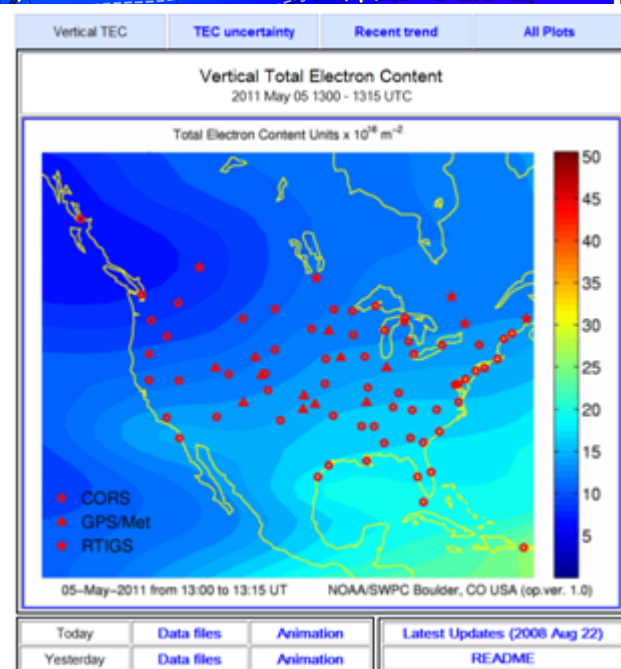 Vertical TEC TEC uncertainty Recent trend All Plots
Vertical Total Electron Content
2011 May 05 1300 - 1315 UTC
Total Electron Content Units x 10¹⁶ m⁻²
50
45
40
35
30
25
20
15
10
5
CORS
GPS/Met
RTIGS
05-May-2011 from 13:00 to 13:15 UT NOAA/SWPC Boulder, CO USA (op.ver. 1.0)
Today Data files Animation Latest Updates (2008 Aug 22)
Yesterday Data files Animation README